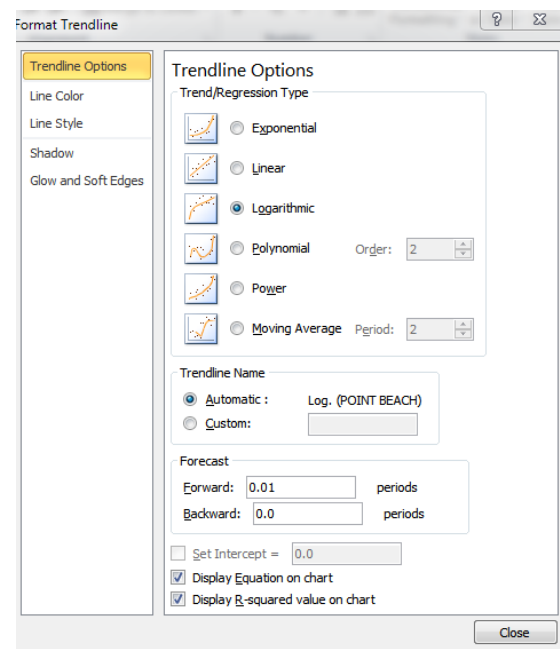 Format Trendline
Trendline Options
Line Color
Line Style
Shadow
Glow and Soft Edges
Trendline Options
Trend/Regression Type
Exponential
Linear
Logarithmic
Polynomial Order: 2
Power
Moving Average Period: 2
Trendline Name
Automatic : Log. (POINT BEACH)
Custom:
Forecast
Forward: 0.01 periods
Backward: 0.0 periods
Set Intercept = 0.0
Display Equation on chart
Display R-squared value on chart
Close